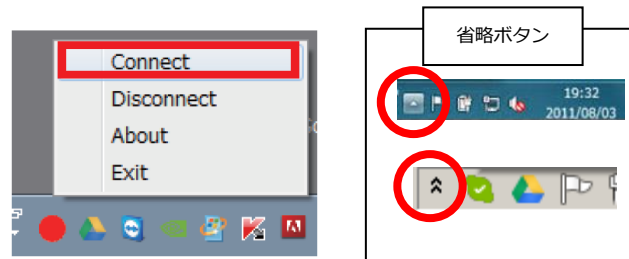 Connect
Disconnect
About
Exit
省略ボタン
19:32
2011/08/03